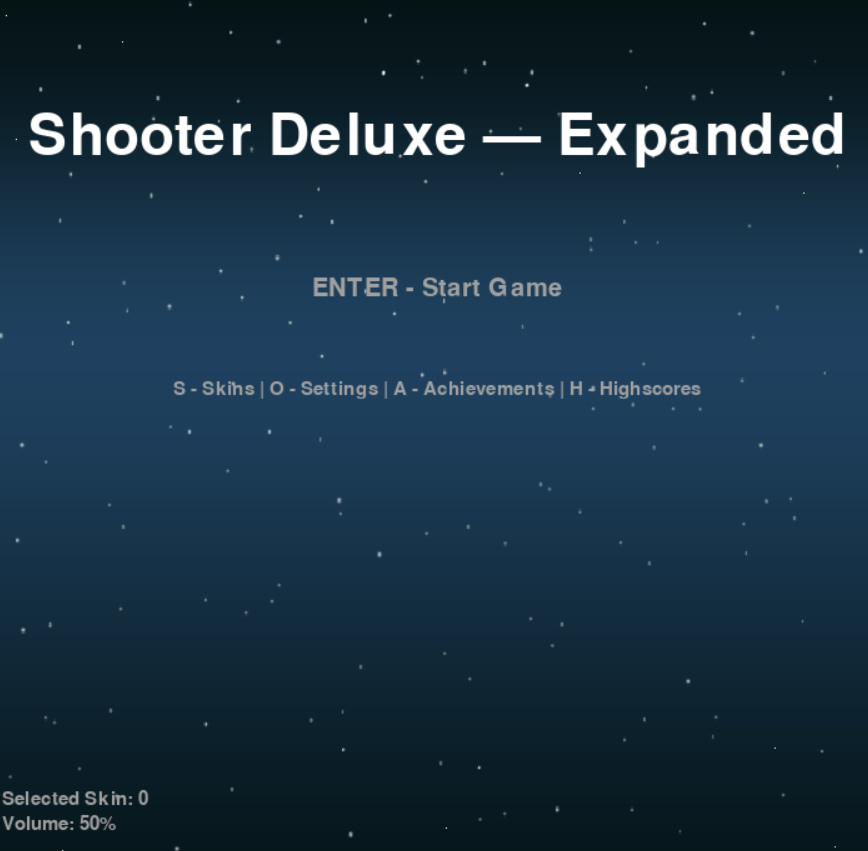 Shooter Deluxe — Expanded
ENTER - Start Game
S - Skins | O - Settings | A - Achievements | H - Highscores
Selected Skin: 0
Volume: 50%